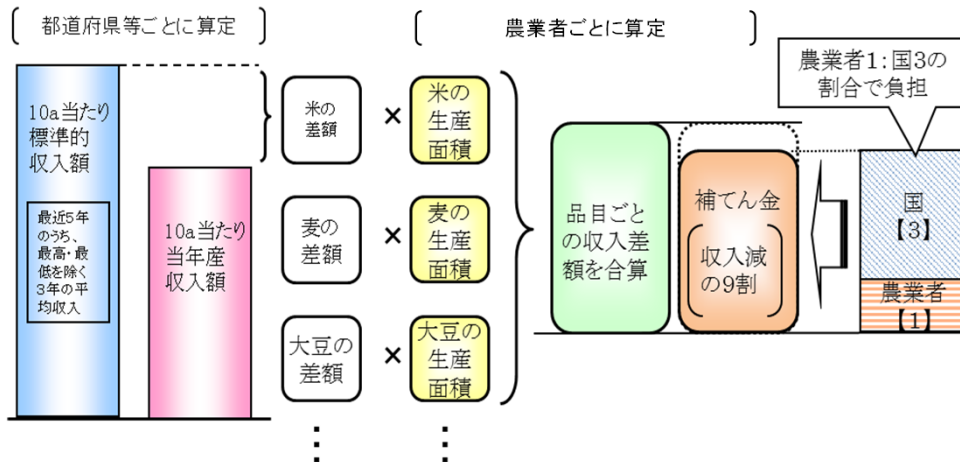 都道府県等ごとに算定
農業者ごとに算定
10a当たり
標準的
収入額
最近5年
のうち、
最高・最
低を除く
3年の平
均収入
10a当たり
当年産
収入額
米の
差額
×
米の
生産
面積
麦の
差額
×
麦の
生産
面積
大豆の
差額
×
大豆の
生産
面積
品目ごと
の収入差
額を合算
補てん金
収入減
の9割
農業者1:国3の
割合で負担
国
【3】
農業者
【1】